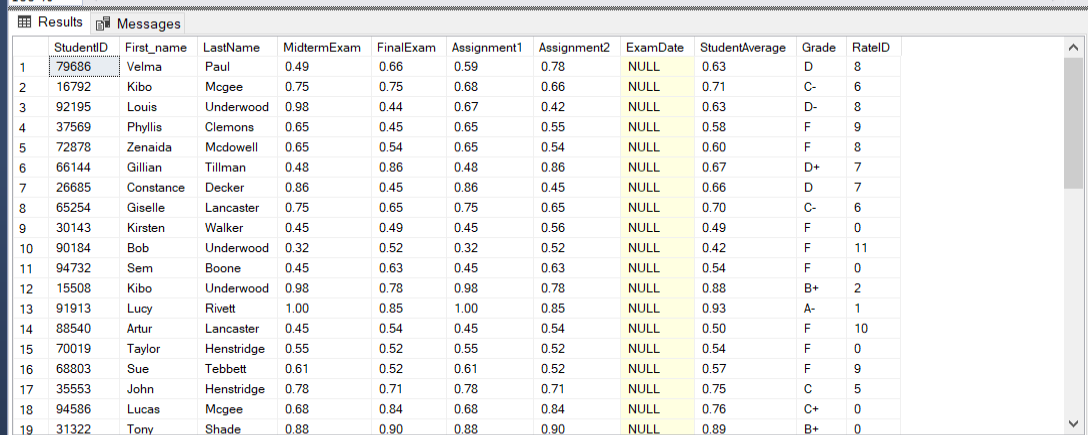 Results Messages
StudentID First_name LastName MidtermExam FinalExam Assignment1 Assignment2 ExamDate StudentAverage Grade RateID
1 79686 Velma Paul 0.49 0.66 0.59 0.78 NULL 0.63 D 8
2 16792 Kibo Mcgee 0.75 0.75 0.68 0.66 NULL 0.71 C- 6
3 92195 Louis Underwood 0.98 0.44 0.67 0.42 NULL 0.63 D- 8
4 37569 Phyllis Clemons 0.65 0.45 0.65 0.55 NULL 0.58 F 9
5 72878 Zenaida Mcdowell 0.65 0.54 0.65 0.54 NULL 0.60 F 8
6 66144 Gillian Tillman 0.48 0.86 0.48 0.86 NULL 0.67 D+ 7
7 26685 Constance Decker 0.86 0.45 0.86 0.45 NULL 0.66 D 7
8 65254 Giselle Lancaster 0.75 0.65 0.75 0.65 NULL 0.70 C- 6
9 30143 Kirsten Walker 0.45 0.49 0.45 0.56 NULL 0.49 F 0
10 90184 Bob Underwood 0.32 0.52 0.32 0.52 NULL 0.42 F 11
11 94732 Sem Boone 0.45 0.63 0.45 0.63 NULL 0.54 F 0
12 15508 Kibo Underwood 0.98 0.78 0.98 0.78 NULL 0.88 B+ 2
13 91913 Lucy Rivett 1.00 0.85 1.00 0.85 NULL 0.93 A- 1
14 88540 Artur Lancaster 0.45 0.54 0.45 0.54 NULL 0.50 F 10
15 70019 Taylor Henstridge 0.55 0.52 0.55 0.52 NULL 0.54 F 0
16 68803 Sue Tebbett 0.61 0.52 0.61 0.52 NULL 0.57 F 9
17 35553 John Henstridge 0.78 0.71 0.78 0.71 NULL 0.75 C 5
18 94586 Lucas Mcgee 0.68 0.84 0.68 0.84 NULL 0.76 C+ 0
19 31322 Tony Shade 0.88 0.90 0.88 0.90 NULL 0.89 B+ 0